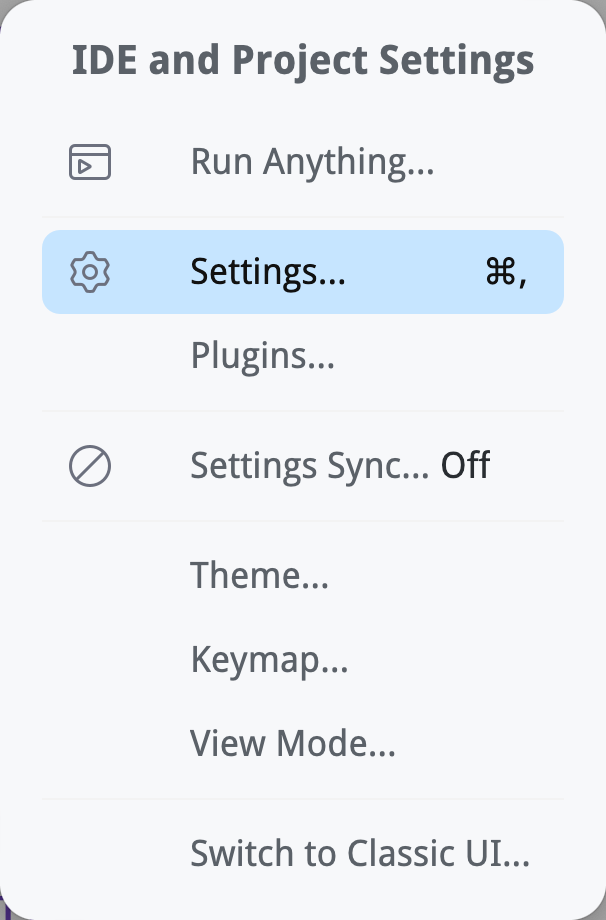 IDE and Project Settings
Run Anything...
Settings... ⌘,
Plugins...
Settings Sync... Off
Theme...
Keymap...
View Mode...
Switch to Classic UI...